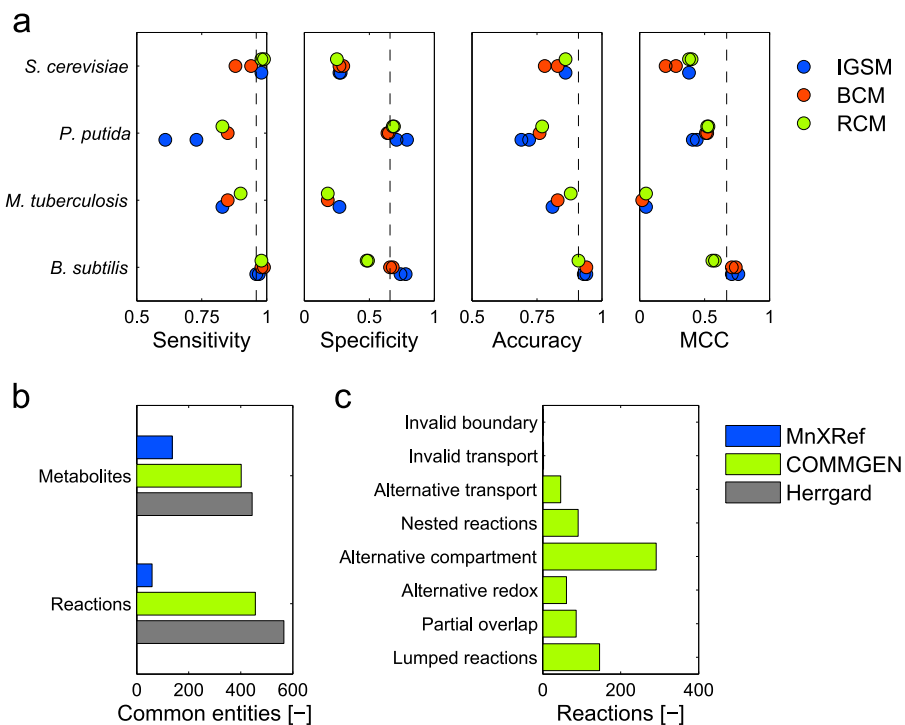 a
S. cerevisiae
P. putida
M. tuberculosis
B. subtilis
0.5 0.75 1
Sensitivity
0 0.5 1
Specificity
0.5 0.75 1
Accuracy
0 0.5 1
MCC
IGSM
BCM
RCM
b
Metabolites
Reactions
0 200 400 600
Common entities [−]
c
Invalid boundary
Invalid transport
Alternative transport
Nested reactions
Alternative compartment
Alternative redox
Partial overlap
Lumped reactions
0 200 400
Reactions [−]
MnXRef
COMMGEN
Herrgard